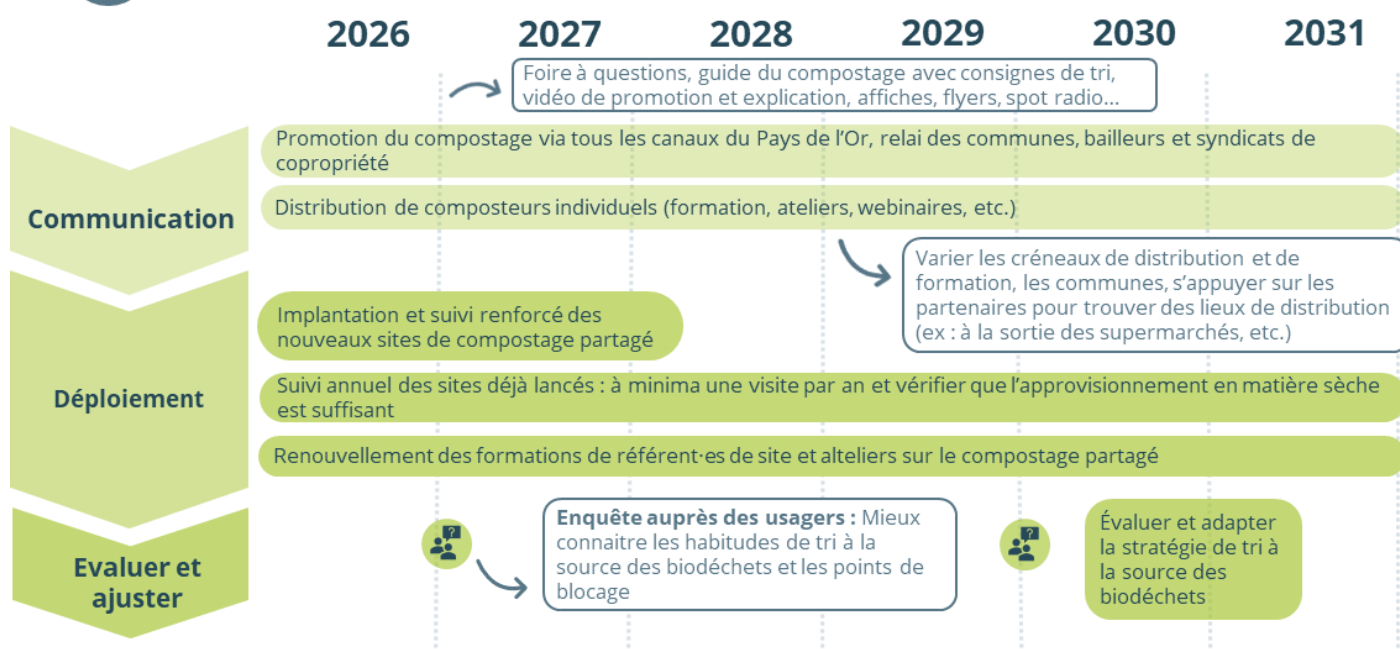 2026 2027 2028 2029 2030 2031
Foire à questions, guide du compostage avec consignes de tri,
vidéo de promotion et explication, affiches, flyers, spot radio...
Promotion du compostage via tous les canaux du Pays de l'Or, relai des communes, bailleurs et syndicats de
copropriété
Communication
Distribution de composteurs individuels (formation, ateliers, webinaires, etc.)
Varier les créneaux de distribution et de
formation, les communes, s'appuyer sur les
partenaires pour trouver des lieux de distribution
(ex : à la sortie des supermarchés, etc.)
Déploiement
Implantation et suivi renforcé des
nouveaux sites de compostage partagé
Suivi annuel des sites déjà lancés : à minima une visite par an et vérifier que l'approvisionnement en matière sèche
est suffisant
Renouvellement des formations de référent·es de site et alteliers sur le compostage partagé
Evaluer et
ajuster
?
Enquête auprès des usagers : Mieux
connaitre les habitudes de tri à la
source des biodéchets et les points de
blocage
?
Évaluer et adapter
la stratégie de tri à
la source des
biodéchets